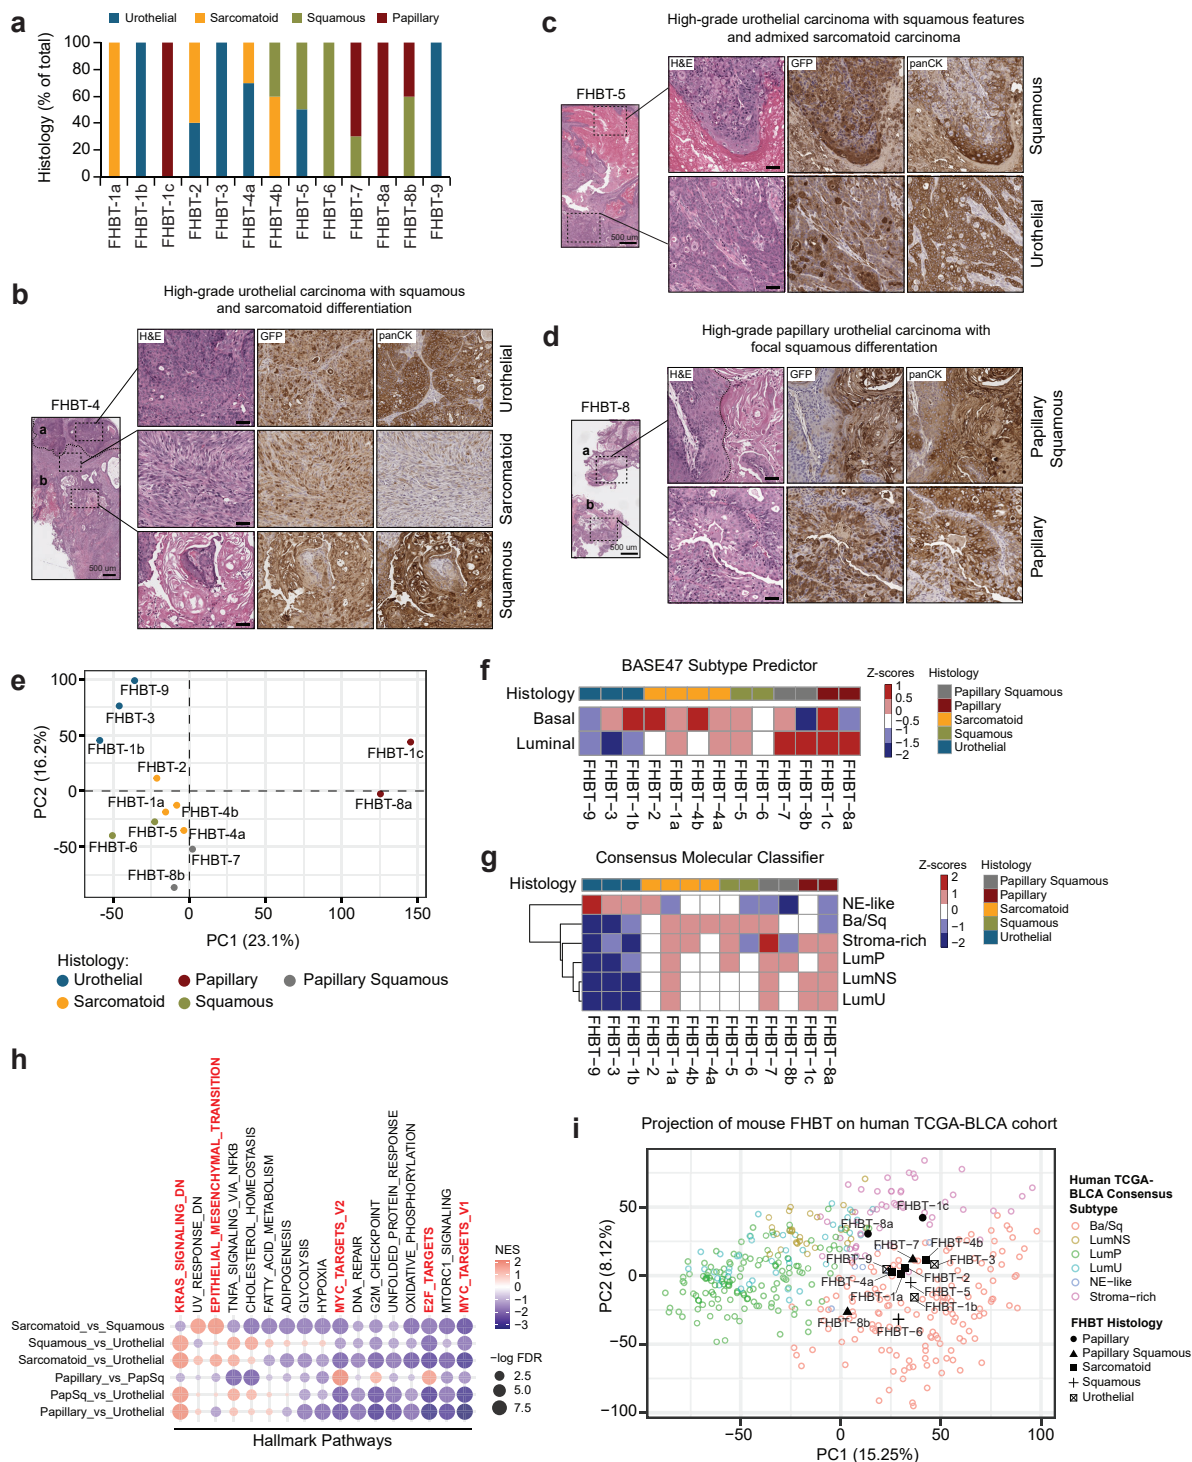 a
Urothelial
Sarcomatoid
Squamous
Papillary
Histology (% of total)
100
80
60
40
20
0
FHBT-1a
FHBT-1b
FHBT-1c
FHBT-2
FHBT-3
FHBT-4a
FHBT-4b
FHBT-5
FHBT-6
FHBT-7
FHBT-8a
FHBT-8b
FHBT-9
b
High-grade urothelial carcinoma with squamous
and sarcomatoid differentiation
FHBT-4
a
b
500 um
H&E
GFP
panCK
Urothelial
Sarcomatoid
Squamous
c
High-grade urothelial carcinoma with squamous features
and admixed sarcomatoid carcinoma
FHBT-5
500 um
H&E
GFP
panCK
Squamous
Urothelial
d
High-grade papillary urothelial carcinoma with
focal squamous differentation
FHBT-8
a
b
500 um
H&E
GFP
panCK
Papillary
Squamous
Papillary
e
PC2 (16.2%)
100
50
0
-50
FHBT-9
FHBT-3
FHBT-1b
FHBT-2
FHBT-1a
FHBT-4b
FHBT-5
FHBT-4a
FHBT-6
FHBT-7
FHBT-8b
FHBT-1c
FHBT-8a
-50
0
50
100
150
PC1 (23.1%)
Histology:
Urothelial
Papillary
Papillary Squamous
Sarcomatoid
Squamous
f
BASE47 Subtype Predictor
Histology
Basal
Luminal
FHBT−9
FHBT−3
FHBT−1b
FHBT−2
FHBT−1a
FHBT−4b
FHBT−4a
FHBT−5
FHBT−6
FHBT−7
FHBT−8b
FHBT−1c
FHBT−8a
Z-scores
1
0.5
0
−0.5
−1
−1.5
−2
Histology
Papillary Squamous
Papillary
Sarcomatoid
Squamous
Urothelial
g
Consensus Molecular Classifier
Histology
NE-like
Ba/Sq
Stroma-rich
LumP
LumNS
LumU
FHBT−9
FHBT−3
FHBT−1b
FHBT−2
FHBT−1a
FHBT−4b
FHBT−4a
FHBT−5
FHBT−6
FHBT−7
FHBT−8b
FHBT−1c
FHBT−8a
Z-scores
2
1
0
−1
−2
Histology
Papillary Squamous
Papillary
Sarcomatoid
Squamous
Urothelial
h
KRAS_SIGNALING_DN
UV_RESPONSE_DN
EPITHELIAL_MESENCHYMAL_TRANSITION
TNFA_SIGNALING_VIA_NFKB
CHOLESTEROL_HOMEOSTASIS
FATTY_ACID_METABOLISM
ADIPOGENESIS
GLYCOLYSIS
HYPOXIA
MYC_TARGETS_V2
DNA_REPAIR
G2M_CHECKPOINT
UNFOLDED_PROTEIN_RESPONSE
OXIDATIVE_PHOSPHORYLATION
E2F_TARGETS
MTORC1_SIGNALING
MYC_TARGETS_V1
Sarcomatoid_vs_Squamous
Squamous_vs_Urothelial
Sarcomatoid_vs_Urothelial
Papillary_vs_PapSq
PapSq_vs_Urothelial
Papillary_vs_Urothelial
Hallmark Pathways
NES
2
1
0
−1
−2
−3
−log FDR
2.5
5.0
7.5
i
Projection of mouse FHBT on human TCGA-BLCA cohort
PC2 (8.12%)
50
0
−50
−100
FHBT−1c
FHBT−8a
FHBT−7
FHBT−4b
FHBT−9
FHBT−3
FHBT−4a
FHBT−2
FHBT−5
FHBT−1a
FHBT−1b
FHBT−8b
FHBT−6
−50
0
50
100
PC1 (15.25%)
Human TCGA-
BLCA Consensus
Subtype
Ba/Sq
LumNS
LumP
LumU
NE−like
Stroma−rich
FHBT Histology
Papillary
Papillary Squamous
Sarcomatoid
Squamous
Urothelial